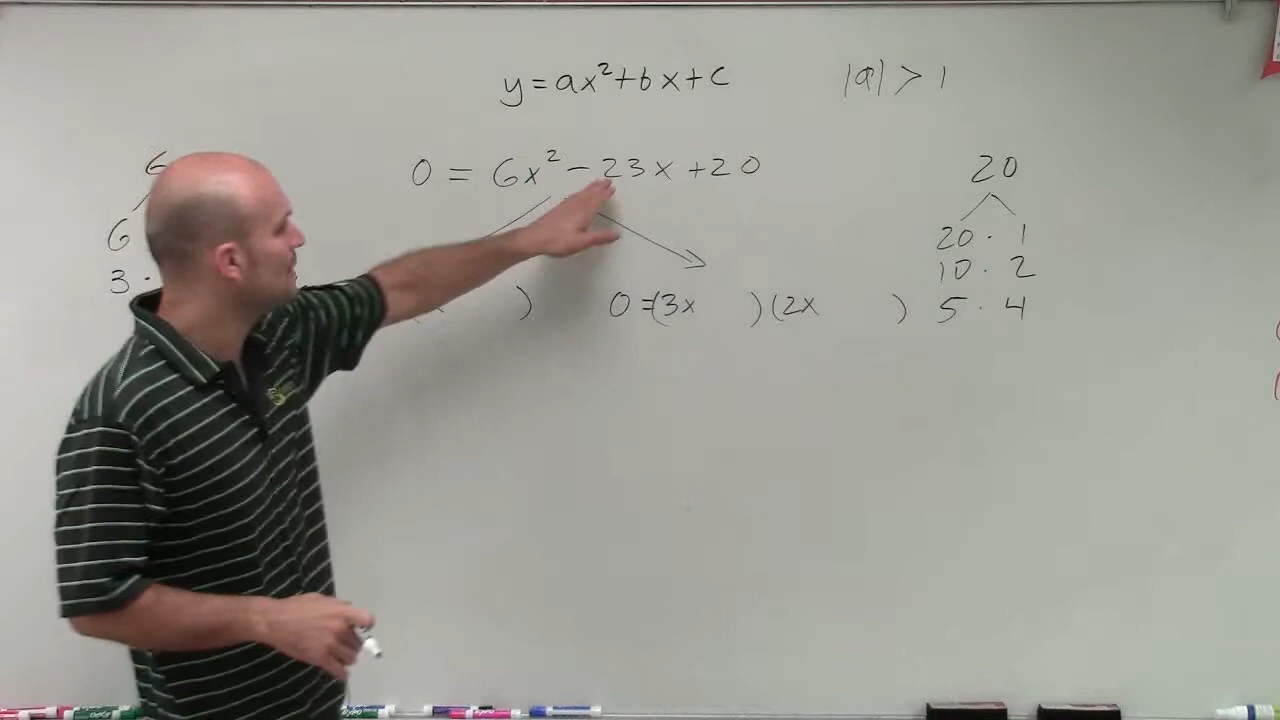 y=ax²+bx+c |a| > 1
6
0 = 6x² - 23x + 20
20
6
20 · 1
3 ·
10 · 2
)
0=(3x )(2x )
5 · 4